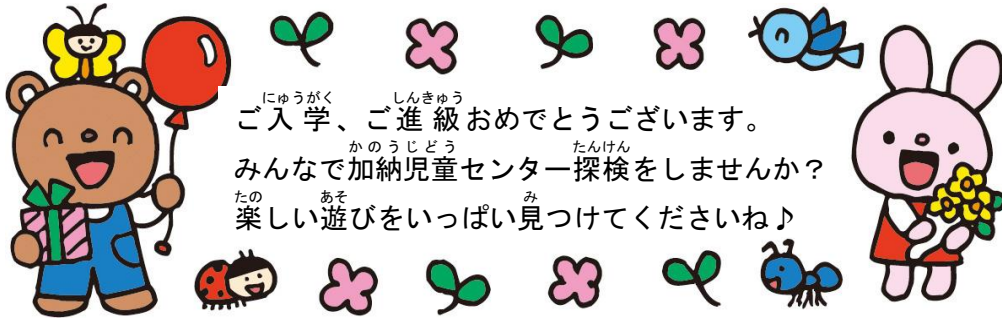 ご入学、ご進級おめでとうございます。
みんなで加納児童センター探検をしませんか？
楽しい遊びをいっぱい見つけてくださいね♪